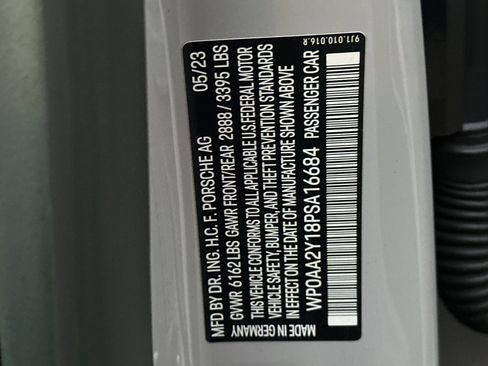 MFD. BY DR. ING. H.C. F. PORSCHE AG 05/23
GVWR 6162 LBS GAWR FRONT/REAR 2888 / 3395 LBS
THIS VEHICLE CONFORMS TO ALL APPLICABLE U.S.FEDERAL MOTOR
VEHICLE SAFETY, BUMPER, AND THEFT PREVENTION STANDARDS
IN EFFECT ON THE DATE OF MANUFACTURE SHOWN ABOVE
WP0AA2Y18PSA16684 PASSENGER CAR
MADE IN GERMANY
9J1.010.016.R